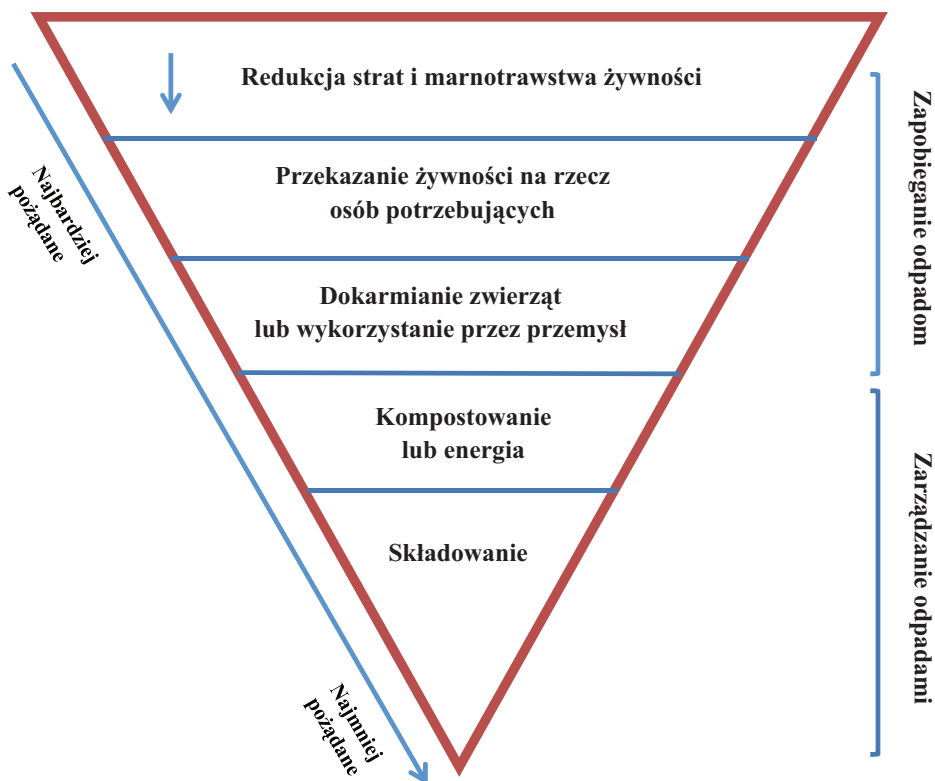 Redukcja strat i marnotrawstwa żywności
Przekazanie żywności na rzecz
osób potrzebujących
Dokarmianie zwierząt
lub wykorzystanie przez przemysł
Kompostowanie
lub energia
Składowanie
Najbardziej
pożądane
Najmniej
pożądane
Zapobieganie odpadom
Zarządzanie odpadami